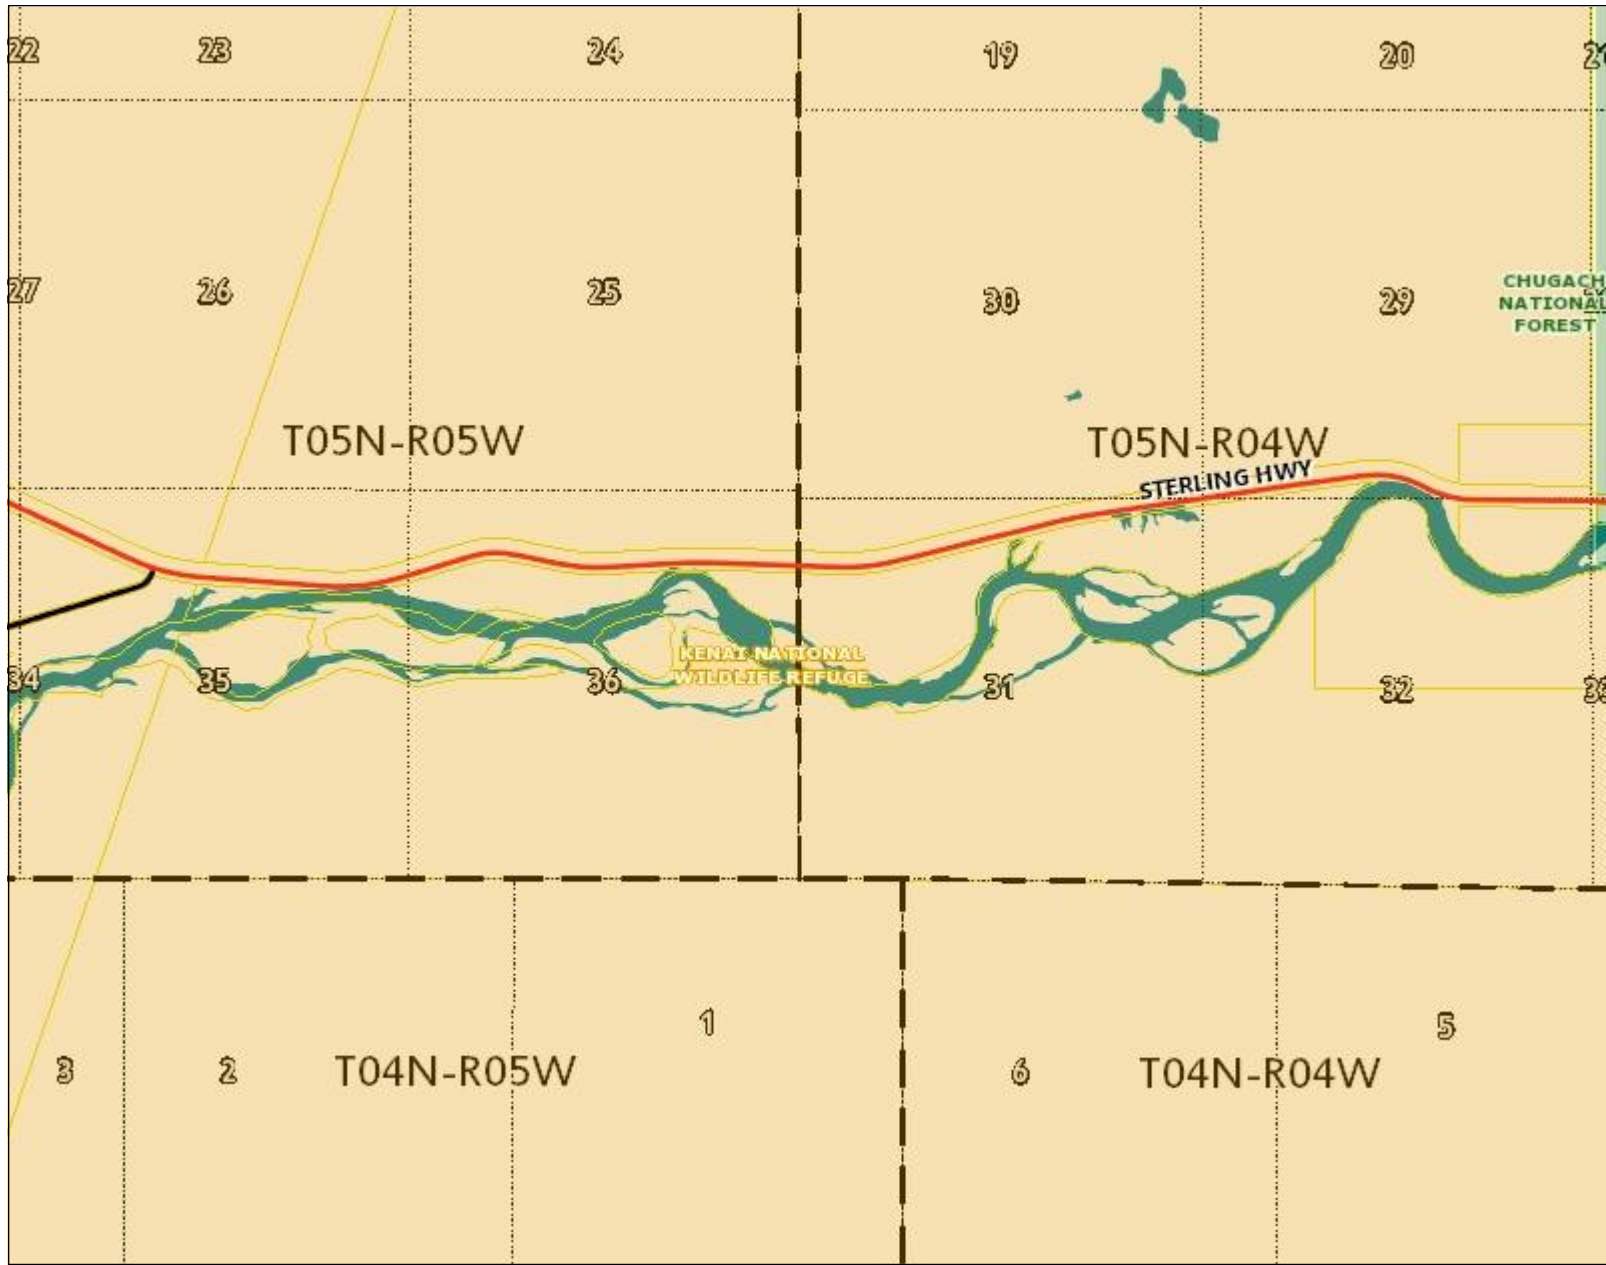 22
23
24
19
20
27
26
25
30
29
CHUGACH
NATIONAL
FOREST
T05N-R05W
T05N-R04W
STERLING HWY
KENAI NATIONAL
WILDLIFE REFUGE
34
35
36
31
32
1
5
3
2
T04N-R05W
6
T04N-R04W